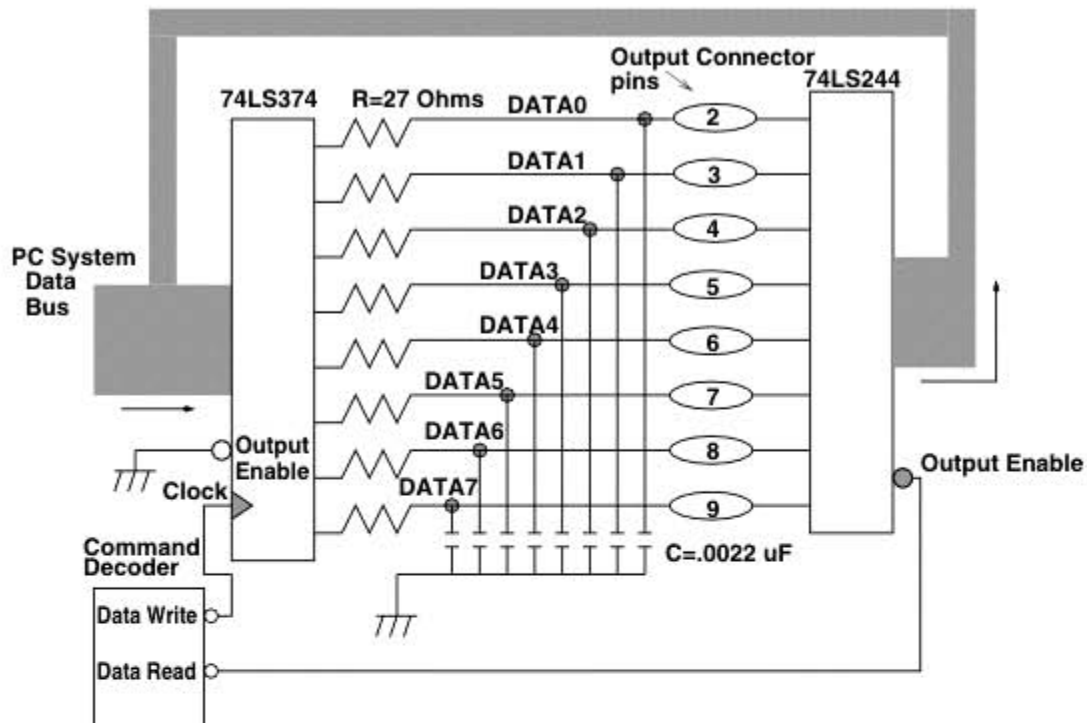 Output Connector
pins
74LS244
74LS374
R=27 Ohms
DATA0
2
DATA1
3
DATA2
4
PC System
Data
Bus
DATA3
5
DATA4
6
DATA5
7
DATA6
8
Output
Enable
Output Enable
Clock
DATA7
9
Command
Decoder
C=.0022 uF
Data Write
Data Read